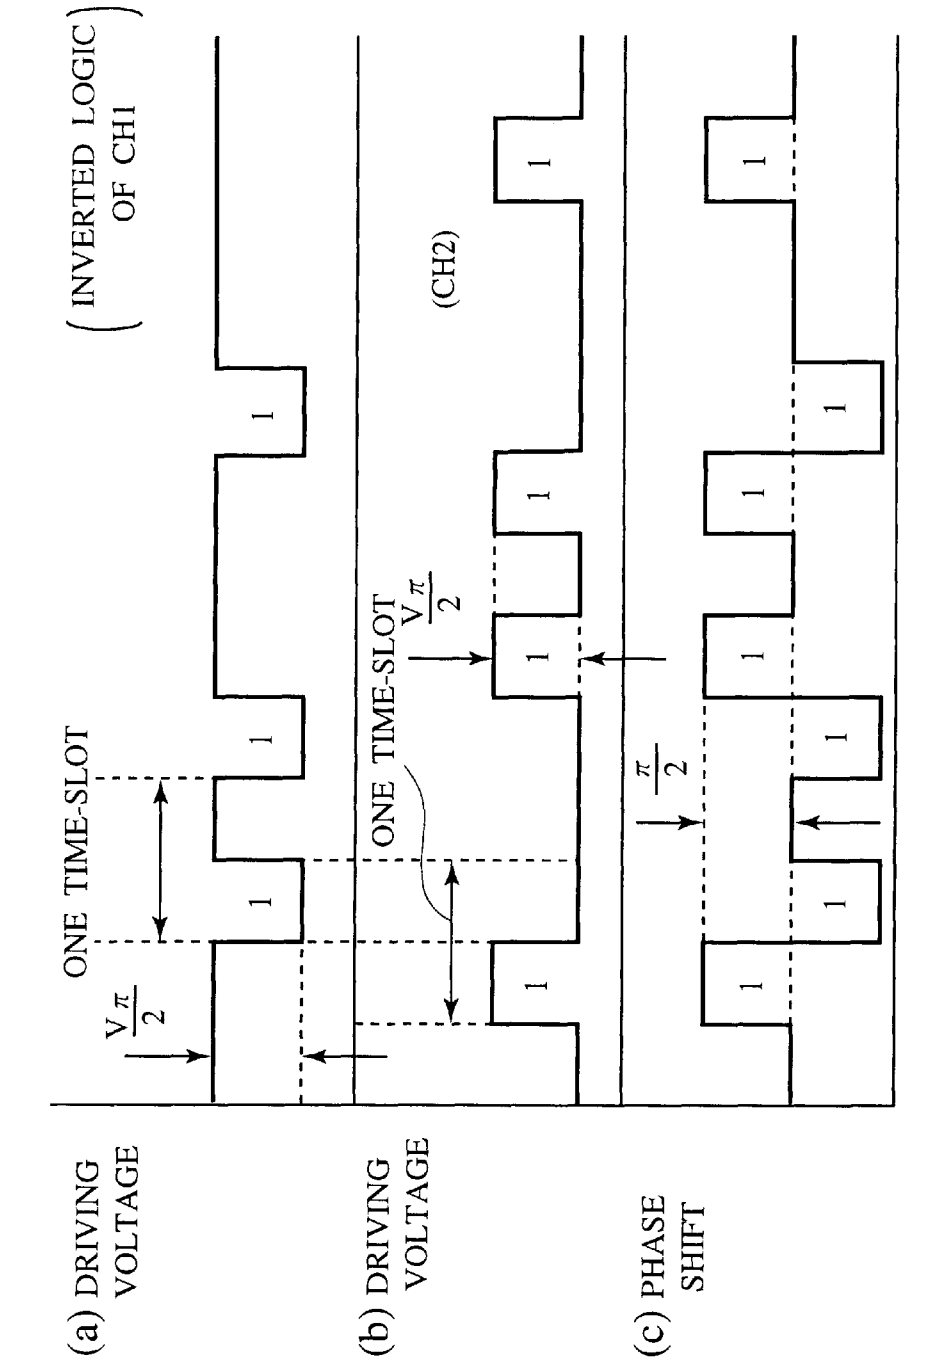 (a) DRIVING
VOLTAGE
Vπ
2
ONE TIME-SLOT
1
1
1
(INVERTED LOGIC
OF CH1)
(b) DRIVING
VOLTAGE
ONE TIME-SLOT
Vπ
2
1
1
1
1
(CH2)
(c) PHASE
SHIFT
π
2
1
1
1
1
1
1
1